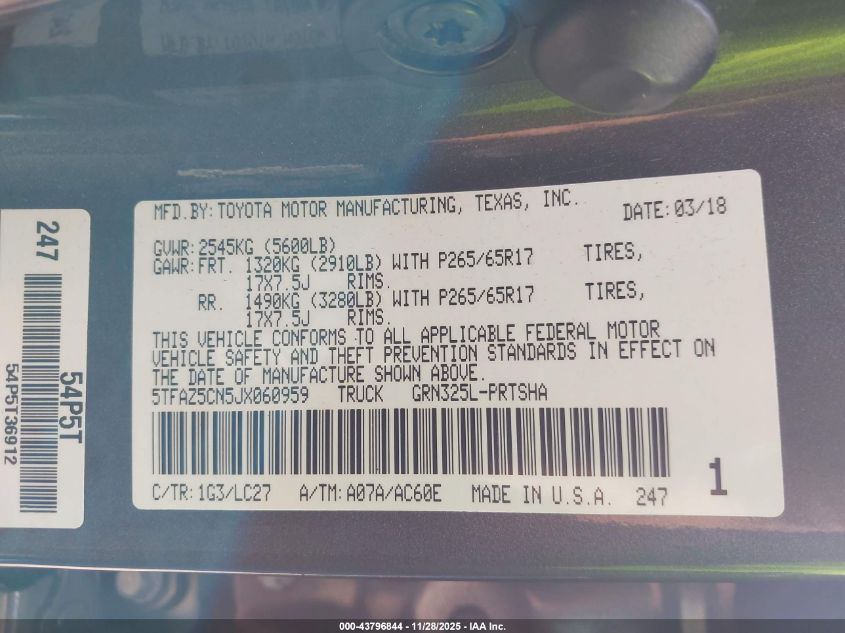 MFD.BY: TOYOTA MOTOR MANUFACTURING, TEXAS, INC. DATE: 03/18
GVWR: 2545KG (5600LB)
GAWR: FRT. 1320KG (2910LB) WITH P265/65R17 TIRES,
17X7.5J RIMS.
RR. 1490KG (3280LB) WITH P265/65R17 TIRES,
17X7.5J RIMS.
THIS VEHICLE CONFORMS TO ALL APPLICABLE FEDERAL MOTOR
VEHICLE SAFETY AND THEFT PREVENTION STANDARDS IN EFFECT ON
THE DATE OF MANUFACTURE SHOWN ABOVE.
5TFAZ5CN5JX060959 TRUCK GRN325L-PRTSHA
C/TR: 1G3/LC27 A/TM: A07A/AC60E MADE IN U.S.A. 247 1
247
54P5T
54P5T36912
000-43796844 - 11/28/2025 - IAA Inc.